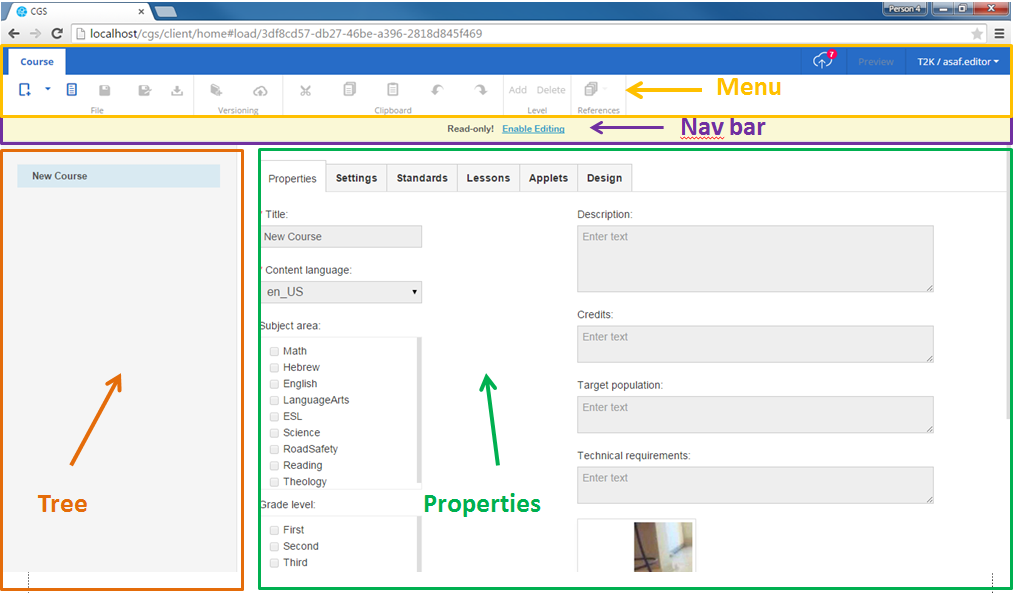 CGS
Person 4
localhost/cgs/client/home#load/3df8cd57-db27-46be-a396-2818d845f469
Course
7
Preview
T2K / asaf.editor
Add Delete
File
Versioning
Clipboard
Level
References
Menu
Read-only! Enable Editing
Nav bar
New Course
Properties Settings Standards Lessons Applets Design
* Title:
New Course
* Content language:
en_US
Subject area:
Math
Hebrew
English
LanguageArts
ESL
Science
RoadSafety
Reading
Theology
Grade level:
First
Second
Third
Description:
Enter text
Credits:
Enter text
Target population:
Enter text
Technical requirements:
Enter text
Tree
Properties